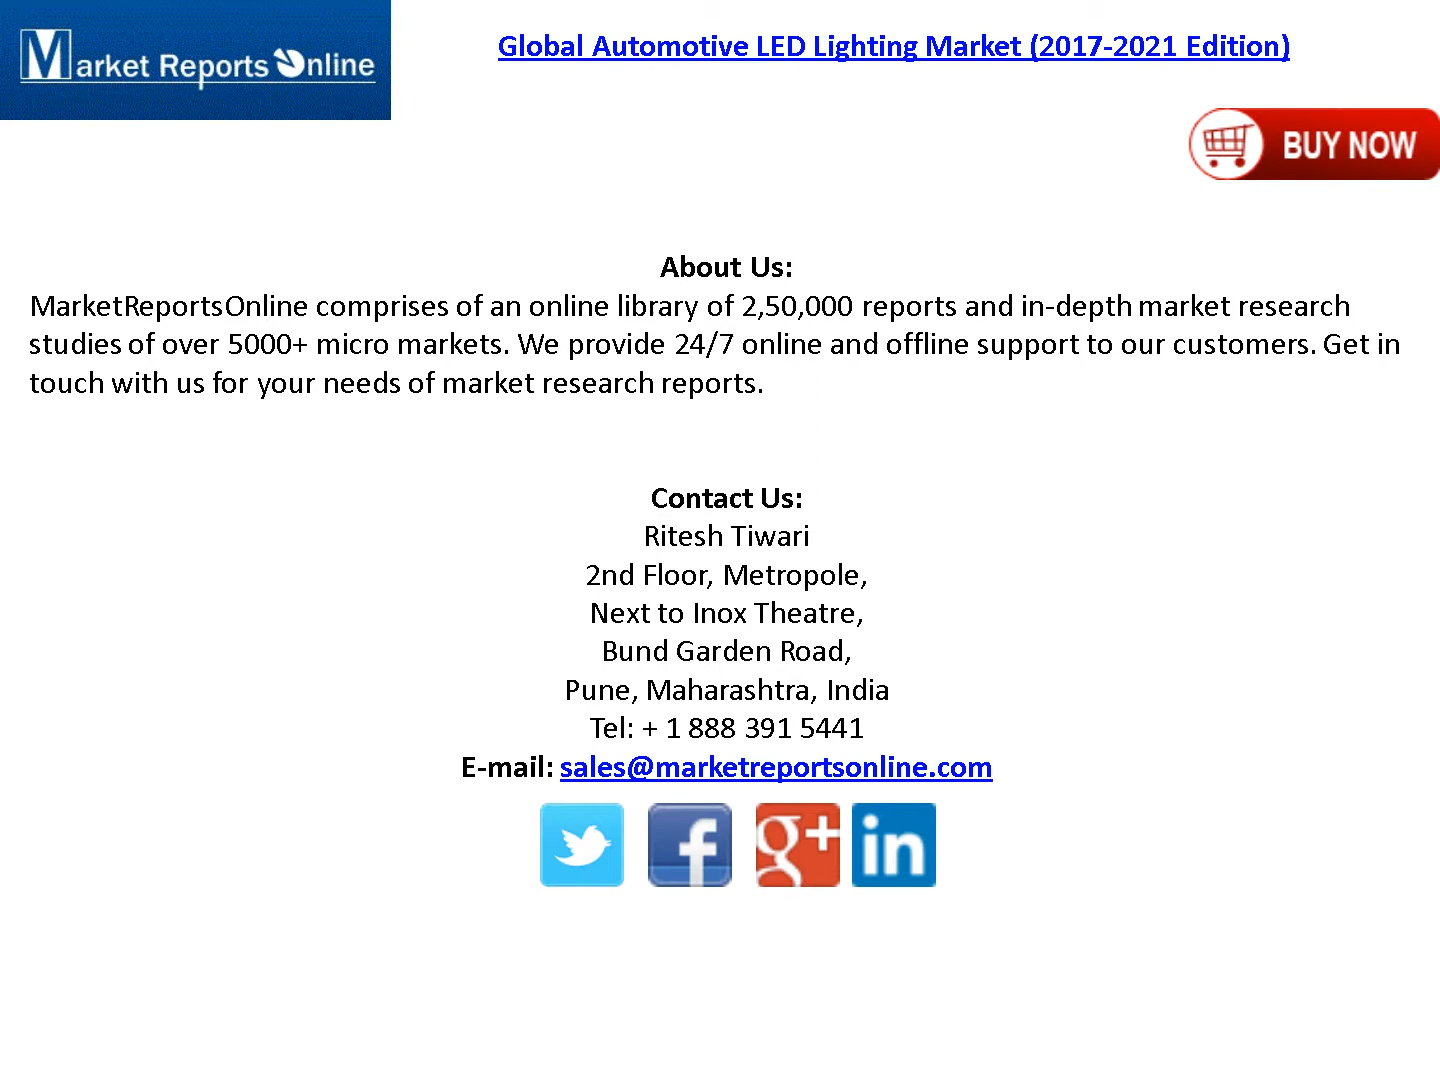 Market Reports Online
Global Automotive LED Lighting Market (2017-2021 Edition)
BUY NOW
About Us:
MarketReportsOnline comprises of an online library of 2,50,000 reports and in-depth market research
studies of over 5000+ micro markets. We provide 24/7 online and offline support to our customers. Get in
touch with us for your needs of market research reports.
Contact Us:
Ritesh Tiwari
2nd Floor, Metropole,
Next to Inox Theatre,
Bund Garden Road,
Pune, Maharashtra, India
Tel: + 1 888 391 5441
E-mail: sales@marketreportsonline.com
f g+ in